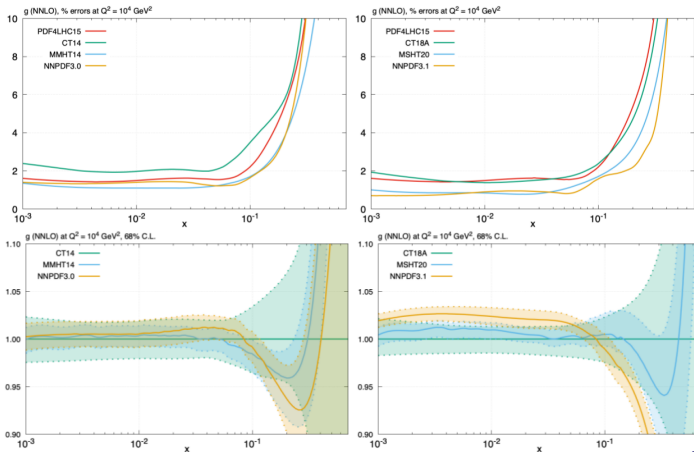 g (NNLO), % errors at Q² = 10⁴ GeV²
PDF4LHC15
CT14
MMHT14
NNPDF3.0
10
8
6
4
2
0
10⁻³
10⁻²
10⁻¹
x
g (NNLO), % errors at Q² = 10⁴ GeV²
PDF4LHC15
CT18A
MSHT20
NNPDF3.1
10
8
6
4
2
0
10⁻³
10⁻²
10⁻¹
x
g (NNLO) at Q² = 10⁴ GeV², 68% C.L.
CT14
MMHT14
NNPDF3.0
1.10
1.05
1.00
0.95
0.90
10⁻³
10⁻²
10⁻¹
x
g (NNLO) at Q² = 10⁴ GeV², 68% C.L.
CT18A
MSHT20
NNPDF3.1
1.10
1.05
1.00
0.95
0.90
10⁻³
10⁻²
10⁻¹
x